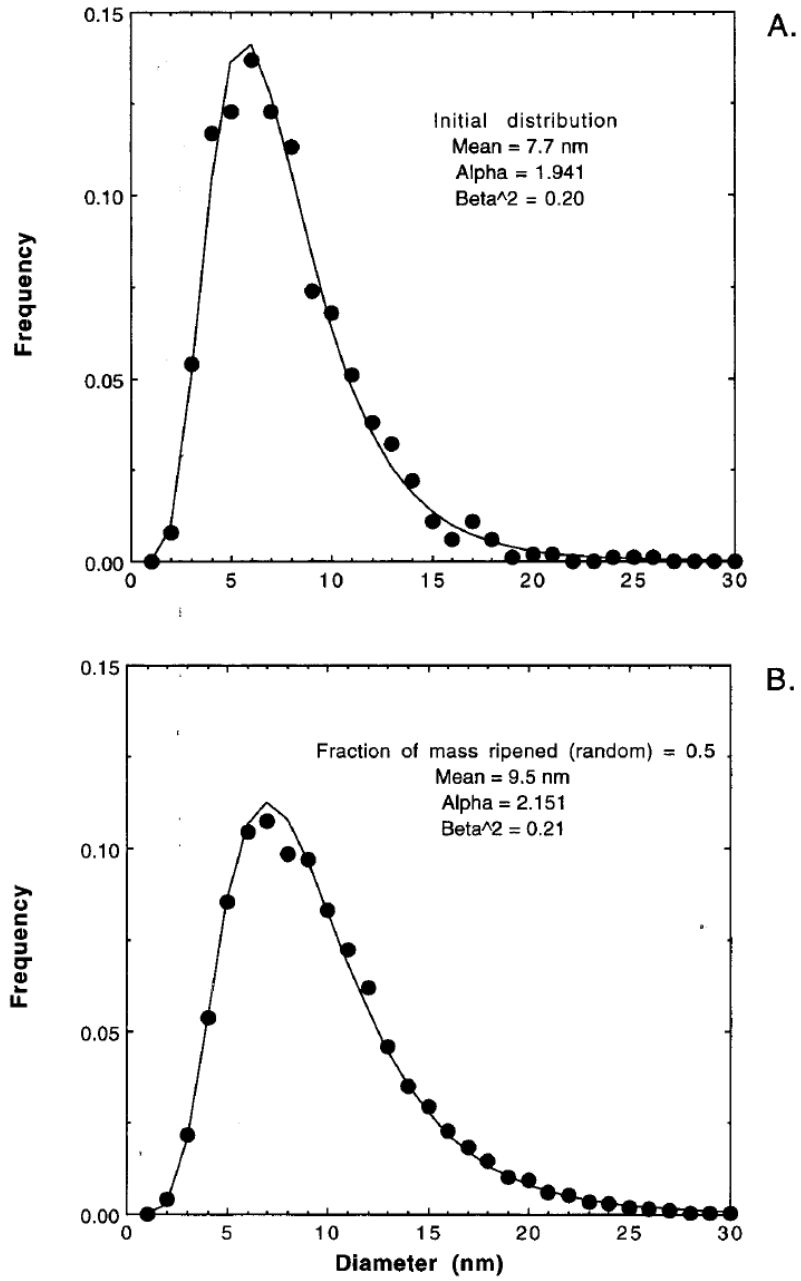 A.
0.15
Initial distribution
Mean = 7.7 nm
Alpha = 1.941
Beta^2 = 0.20
0.10
Frequency
0.05
0.00
0 5 10 15 20 25 30
B.
0.15
Fraction of mass ripened (random) = 0.5
Mean = 9.5 nm
Alpha = 2.151
Beta^2 = 0.21
0.10
Frequency
0.05
0.00
0 5 10 15 20 25 30
Diameter (nm)